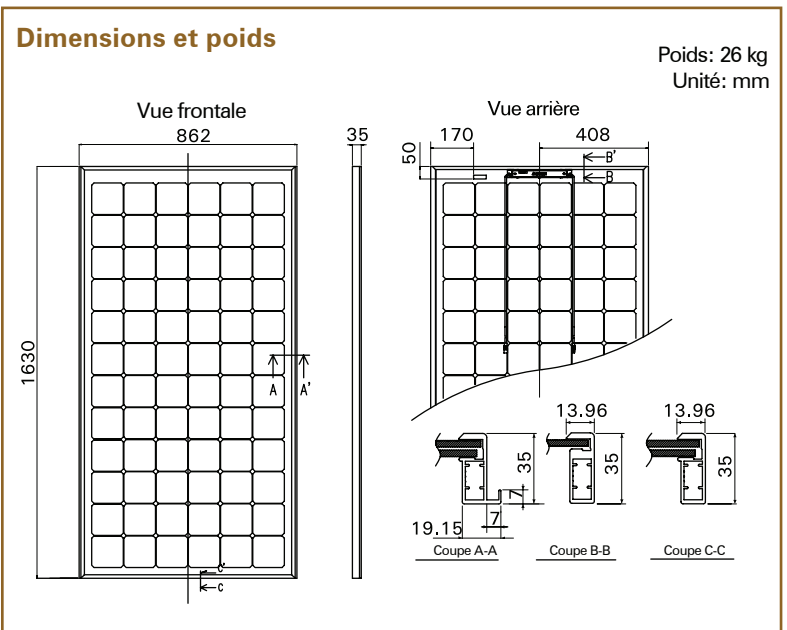 Dimensions et poids
Poids: 26 kg
Unité: mm
Vue frontale
862
35
1630
A
A'
C'
C
Vue arrière
170
408
50
B'
B
35
7
7
19.15
Coupe A-A
13.96
35
Coupe B-B
13.96
35
Coupe C-C